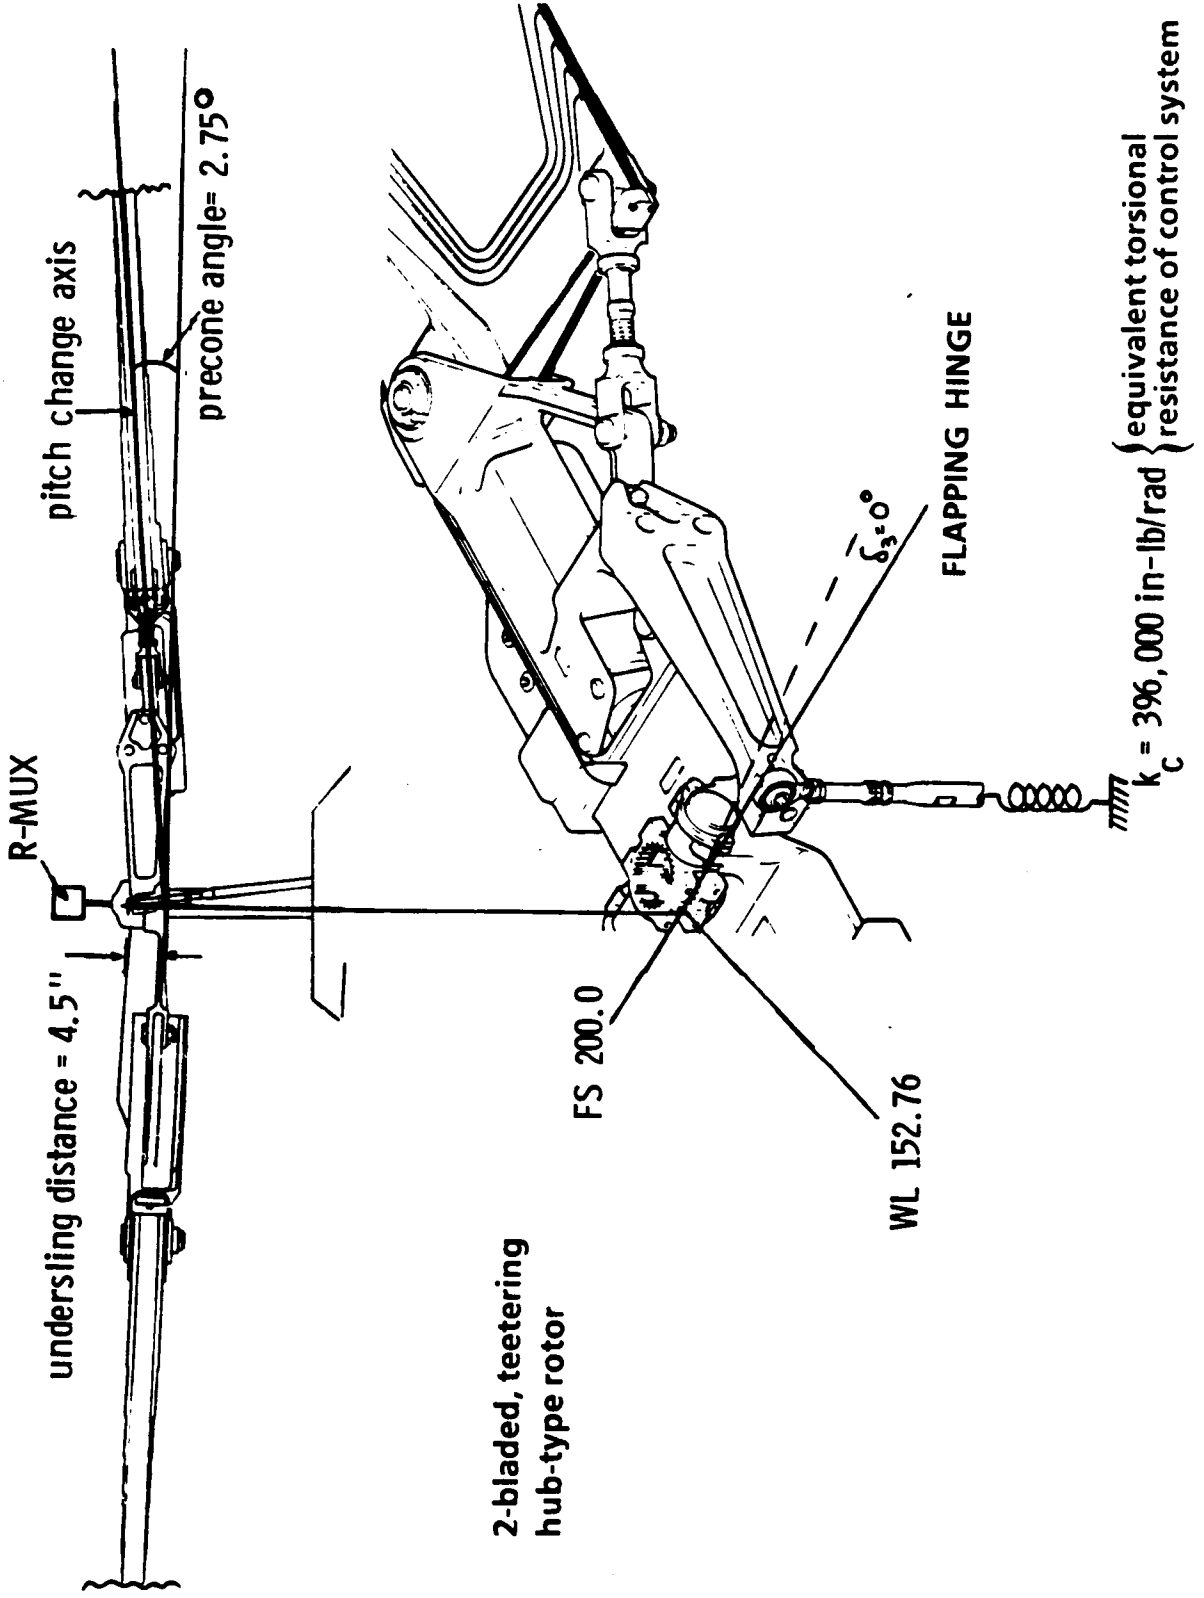 R-MUX
pitch change axis
precone angle= 2.75°
undersling distance = 4.5"
2-bladed, teetering
hub-type rotor
FS 200.0
WL 152.76
δ3=0°
FLAPPING HINGE
kC = 396,000 in-lb/rad { equivalent torsional
resistance of control system